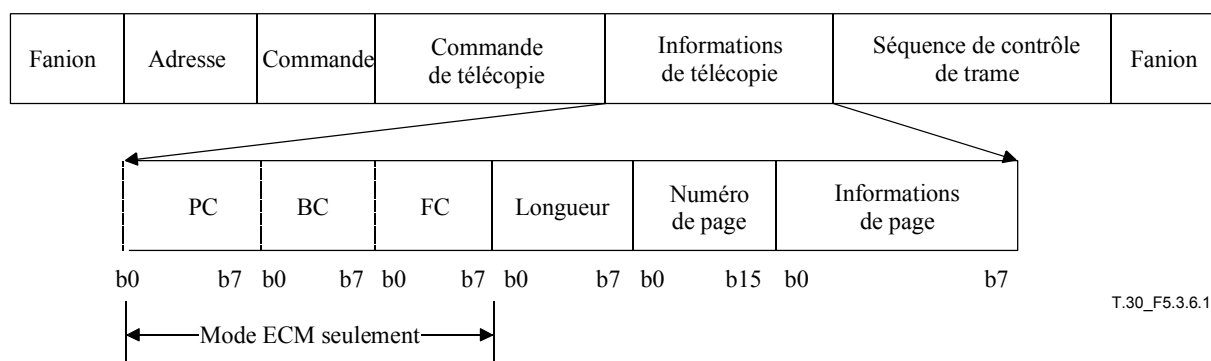 Fanion Adresse Commande Commande de télécopie Informations de télécopie Séquence de contrôle de trame Fanion
PC BC FC Longueur Numéro de page Informations de page
b0 b7 b0 b7 b0 b7 b0 b7 b0 b15 b0 b7
T.30_F5.3.6.1
Mode ECM seulement